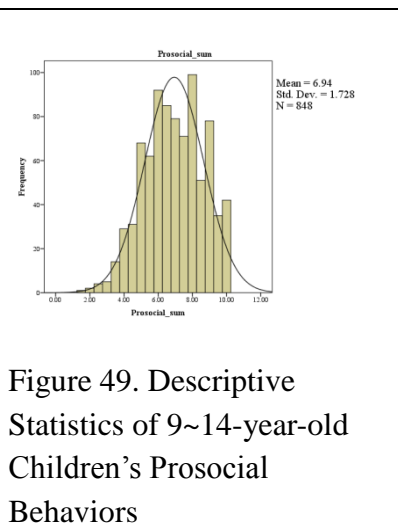 Prosocial_sum
Mean = 6.94
Std. Dev. = 1.728
N = 848
100
80
60
40
20
0
Frequency
0.00 2.00 4.00 6.00 8.00 10.00 12.00
Prosocial_sum
Figure 49. Descriptive
Statistics of 9~14-year-old
Children’s Prosocial
Behaviors